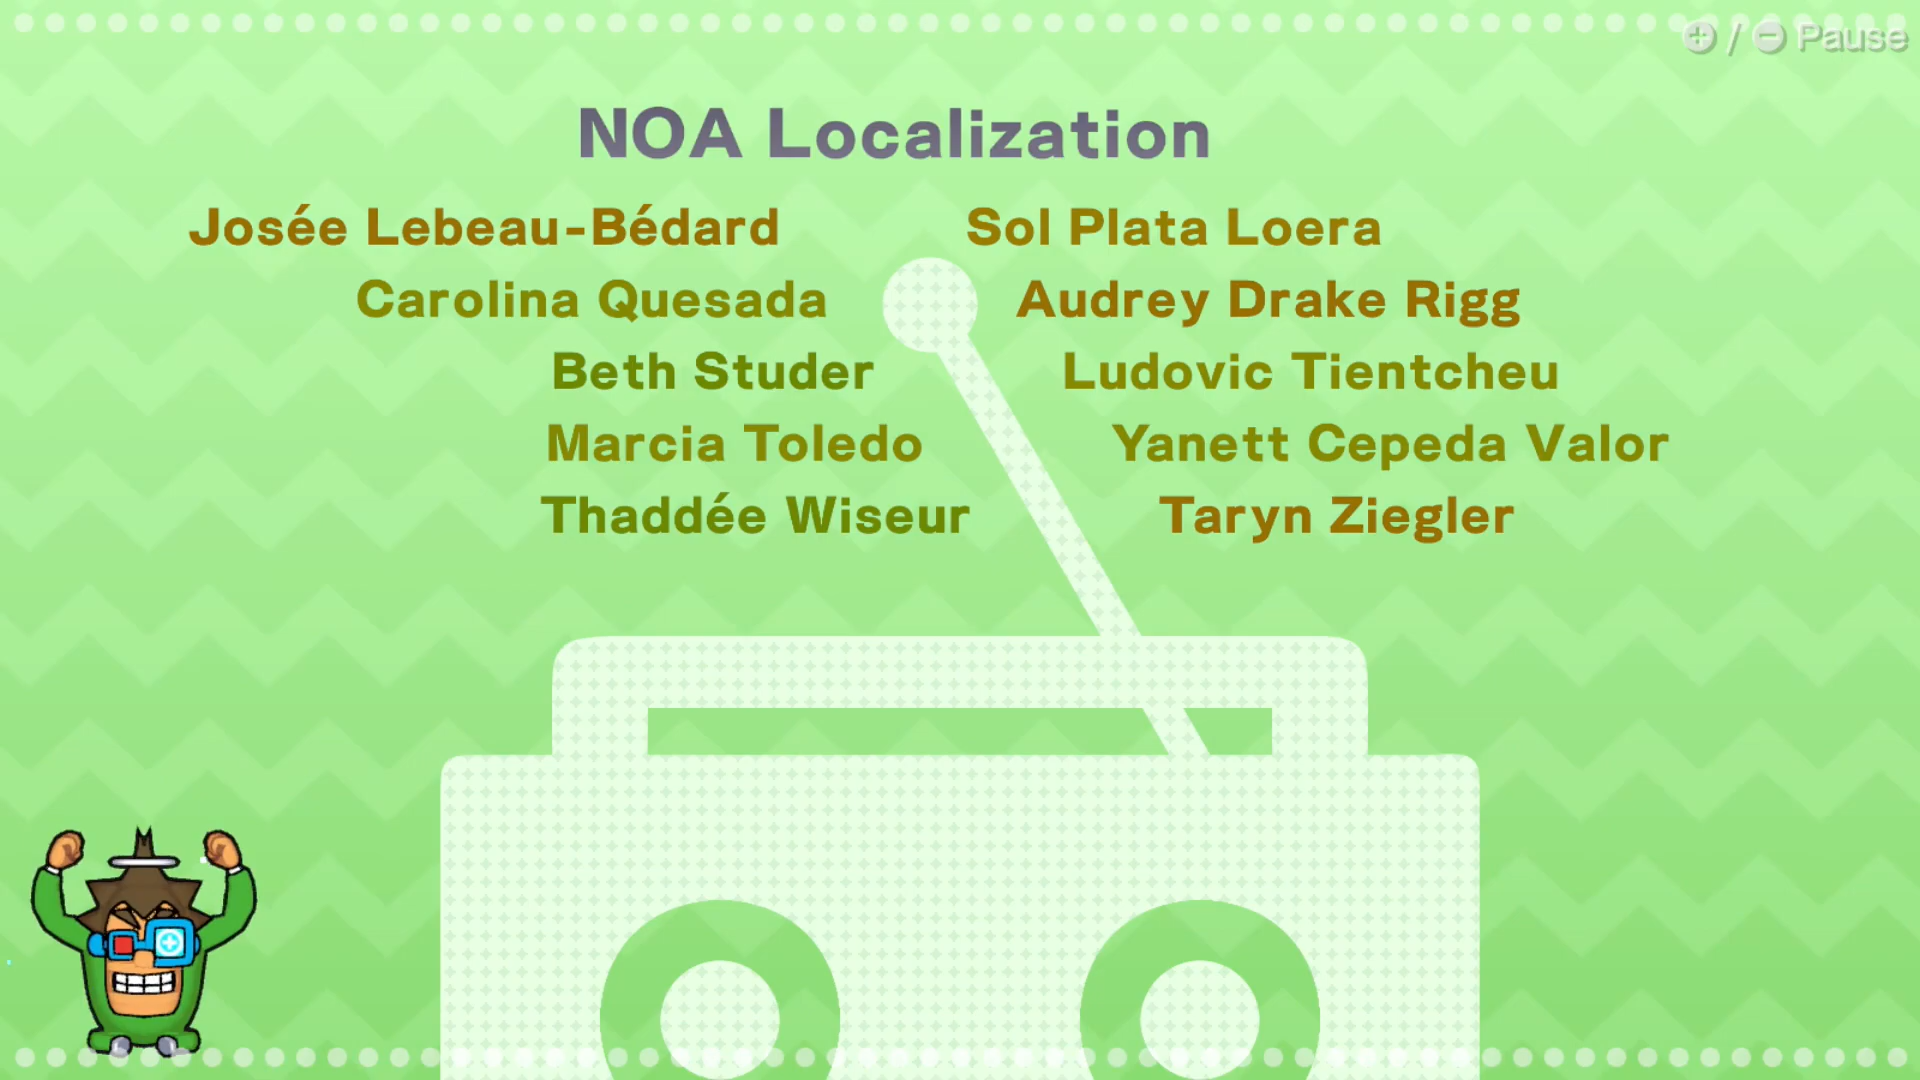 + / - Pause
NOA Localization
Josée Lebeau-Bédard Sol Plata Loera
Carolina Quesada Audrey Drake Rigg
Beth Studer Ludovic Tientcheu
Marcia Toledo Yanett Cepeda Valor
Thaddée Wiseur Taryn Ziegler